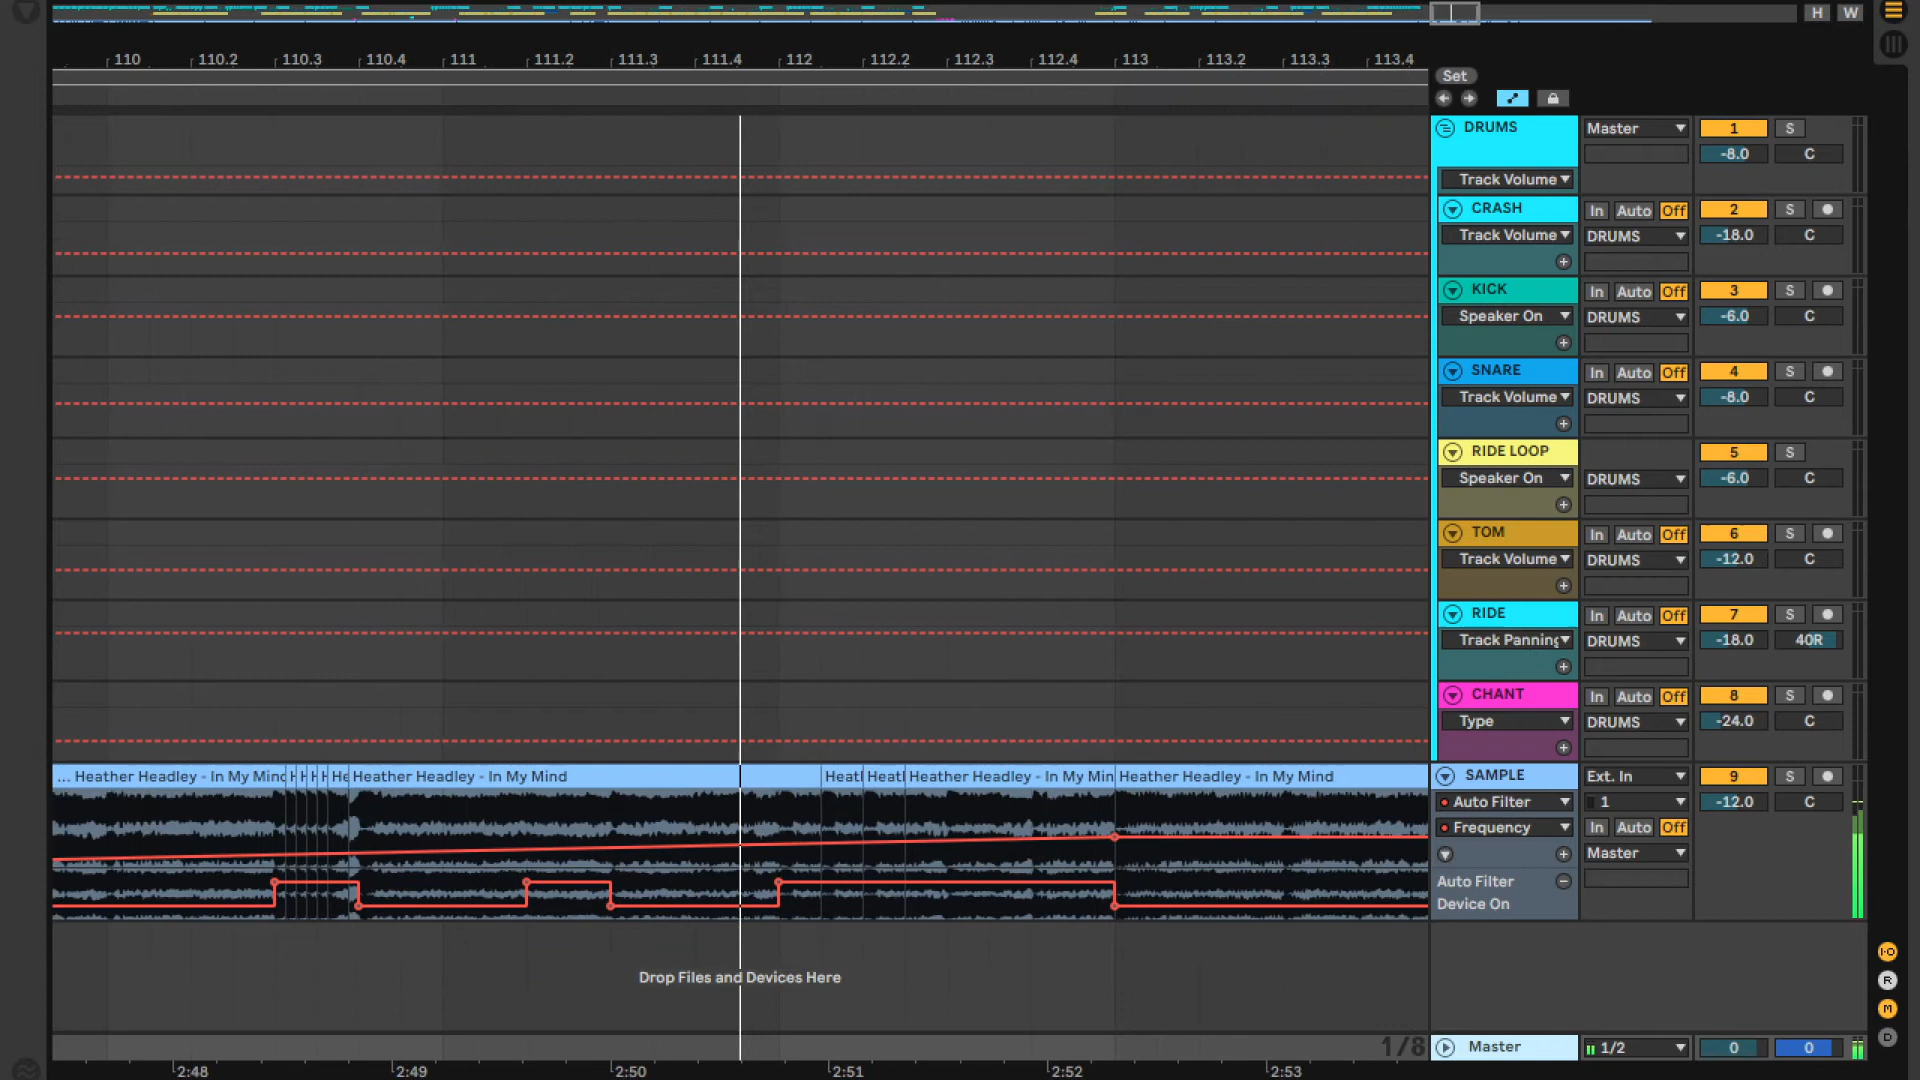 H W
110 110.2 110.3 110.4 111 111.2 111.3 111.4 112 112.2 112.3 112.4 113 113.2 113.3 113.4
Set
DRUMS Master 1 S
-8.0 C
Track Volume
CRASH In Auto Off 2 S
Track Volume DRUMS -18.0 C
KICK In Auto Off 3 S
Speaker On DRUMS -6.0 C
SNARE In Auto Off 4 S
Track Volume DRUMS -8.0 C
RIDE LOOP 5 S
Speaker On DRUMS -6.0 C
TOM In Auto Off 6 S
Track Volume DRUMS -12.0 C
RIDE In Auto Off 7 S
Track Panning DRUMS -18.0 40R
CHANT In Auto Off 8 S
Type DRUMS -24.0 C
... Heather Headley - In My Mind H H H H He Heather Headley - In My Mind Heatl Heatl Heather Headley - In My Min Heather Headley - In My Mind SAMPLE Ext. In 9 S
Auto Filter 1 -12.0 C
Frequency In Auto Off
Master
Auto Filter
Device On
I·O
Drop Files and Devices Here
R
M
D
1/8 Master 1/2 0 0
2:48 2:49 2:50 2:51 2:52 2:53